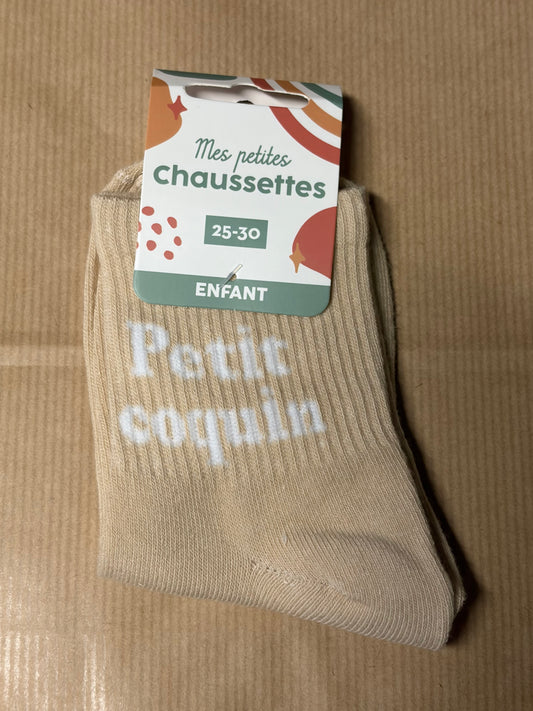 Mes petites
chaussettes
25-30
ENFANT
Petit
coquin